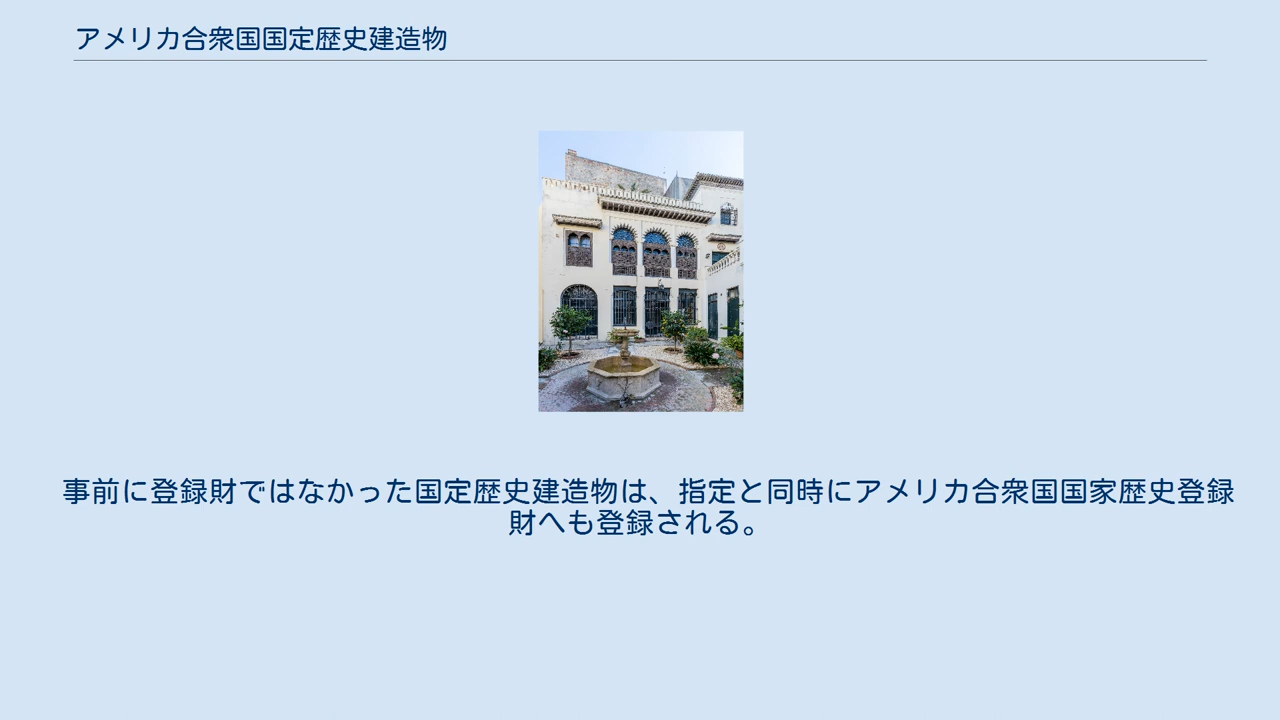 アメリカ合衆国国定歴史建造物
事前に登録財ではなかった国定歴史建造物は、指定と同時にアメリカ合衆国国家歴史登録
財へも登録される。